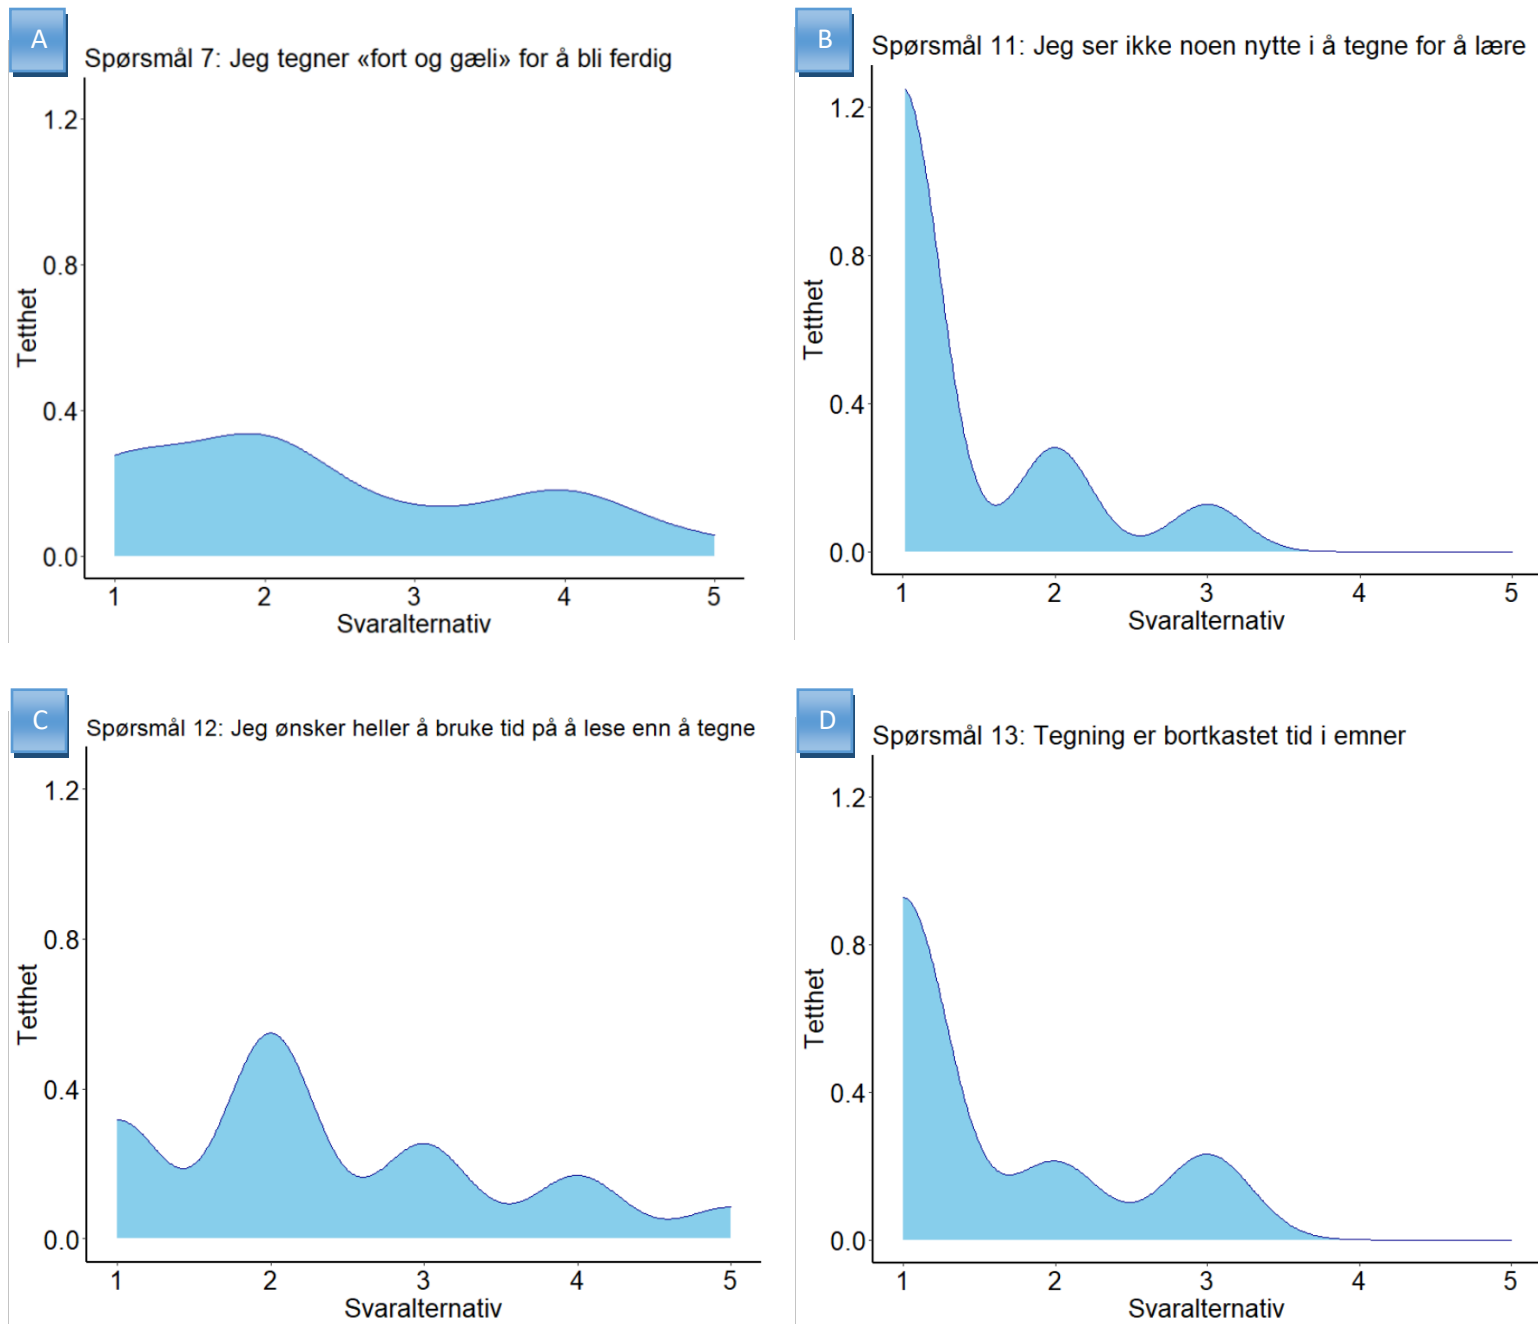 A
Spørsmål 7: Jeg tegner «fort og gæli» for å bli ferdig
1.2
0.8
0.4
0.0
Tetthet
1 2 3 4 5
Svaralternativ
B
Spørsmål 11: Jeg ser ikke noen nytte i å tegne for å lære
1.2
0.8
0.4
0.0
Tetthet
1 2 3 4 5
Svaralternativ
C
Spørsmål 12: Jeg ønsker heller å bruke tid på å lese enn å tegne
1.2
0.8
0.4
0.0
Tetthet
1 2 3 4 5
Svaralternativ
D
Spørsmål 13: Tegning er bortkastet tid i emner
1.2
0.8
0.4
0.0
Tetthet
1 2 3 4 5
Svaralternativ